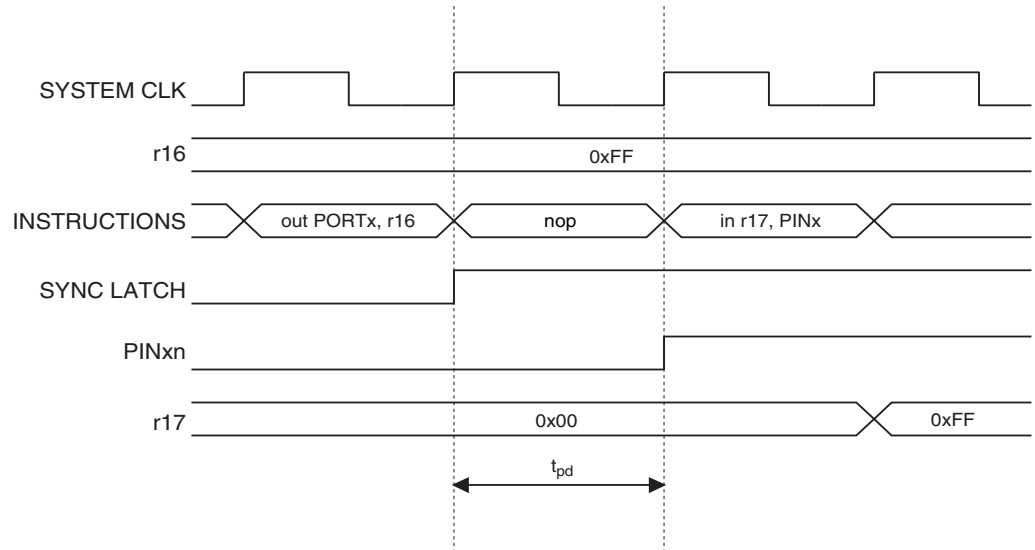 SYSTEM CLK
r16
0xFF
INSTRUCTIONS
out PORTx, r16
nop
in r17, PINx
SYNC LATCH
PINxn
r17
0x00
0xFF
tpd